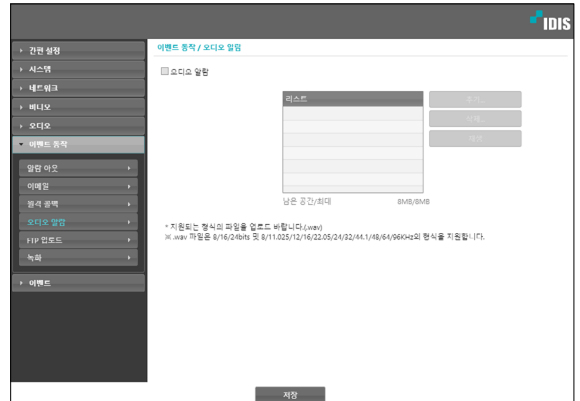 IDIS
이벤트 동작 / 오디오 알람
간편 설정
시스템
네트워크
비디오
오디오
이벤트 동작
알람 아웃
이메일
원격 콜백
오디오 알람
FTP 업로드
녹화
이벤트
오디오 알람
리스트
추가...
삭제...
남은 공간/최대 8MB/8MB
* 지원되는 형식의 파일을 업로드 바랍니다.(.wav)
※ .wav 파일은 8/16/24bits 및 8/11.025/12/16/22.05/24/32/44.1/48/64/96KHz의 형식을 지원합니다.
저장